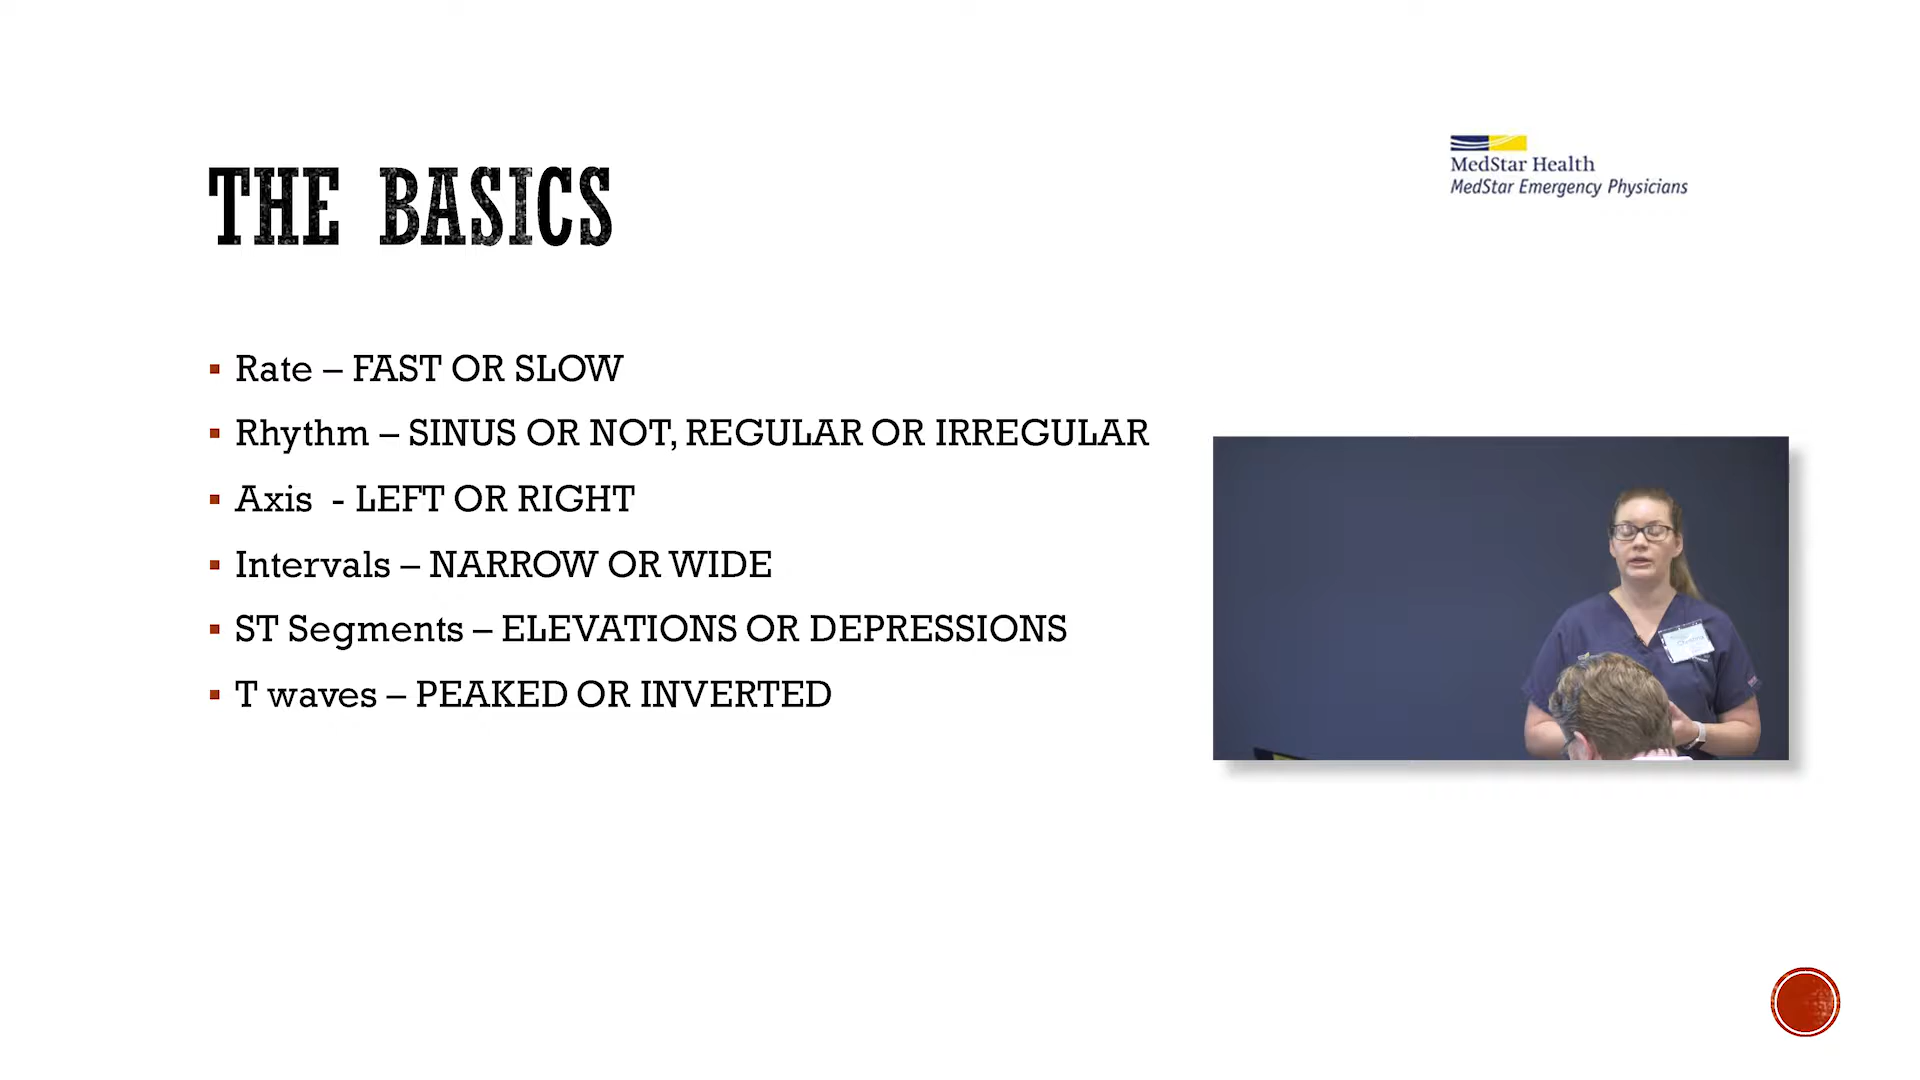 THE BASICS
MedStar Health
MedStar Emergency Physicians
Rate – FAST OR SLOW
Rhythm – SINUS OR NOT, REGULAR OR IRREGULAR
Axis - LEFT OR RIGHT
Intervals – NARROW OR WIDE
ST Segments – ELEVATIONS OR DEPRESSIONS
T waves – PEAKED OR INVERTED